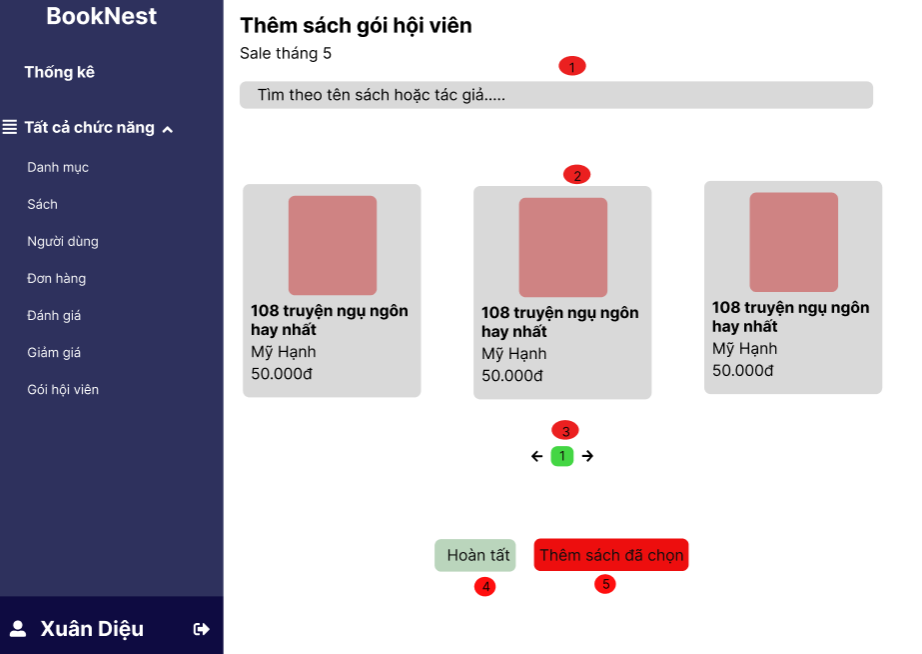 BookNest
Thống kê
Tất cả chức năng
Danh mục
Sách
Người dùng
Đơn hàng
Đánh giá
Giảm giá
Gói hội viên
Xuân Diệu
Thêm sách gói hội viên
Sale tháng 5
1
Tìm theo tên sách hoặc tác giả.....
108 truyện ngụ ngôn
hay nhất
Mỹ Hạnh
50.000đ
2
108 truyện ngụ ngôn
hay nhất
Mỹ Hạnh
50.000đ
108 truyện ngụ ngôn
hay nhất
Mỹ Hạnh
50.000đ
3
1
Hoàn tất
Thêm sách đã chọn
4
5